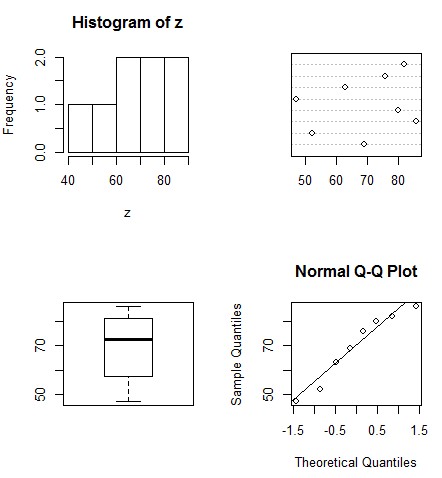 Histogram of z
Frequency
0.0 1.0 2.0
40 60 80
z
50 60 70 80
50 70
Normal Q-Q Plot
Sample Quantiles
50 70
-1.5 -0.5 0.5 1.5
Theoretical Quantiles